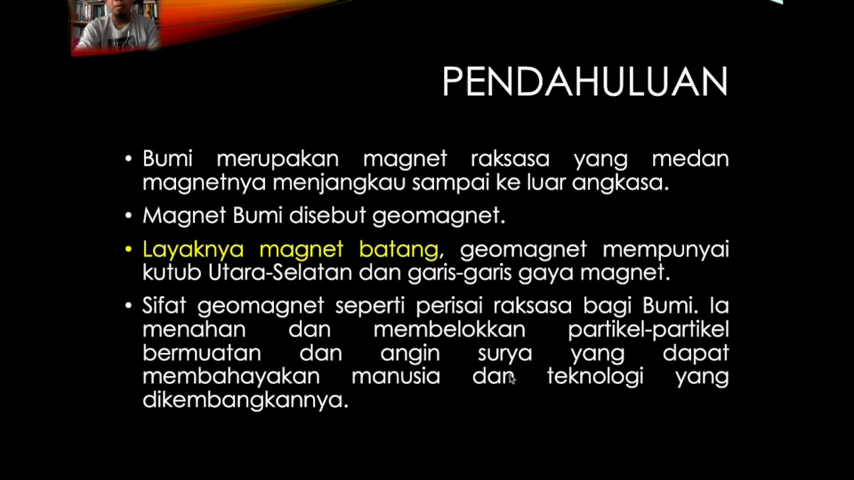 PENDAHULUAN
• Bumi merupakan magnet raksasa yang medan
magnetnya menjangkau sampai ke luar angkasa.
• Magnet Bumi disebut geomagnet.
• Layaknya magnet batang, geomagnet mempunyai
kutub Utara-Selatan dan garis-garis gaya magnet.
• Sifat geomagnet seperti perisai raksasa bagi Bumi. Ia
menahan dan membelokkan partikel-partikel
bermuatan dan angin surya yang dapat
membahayakan manusia dan teknologi yang
dikembangkannya.